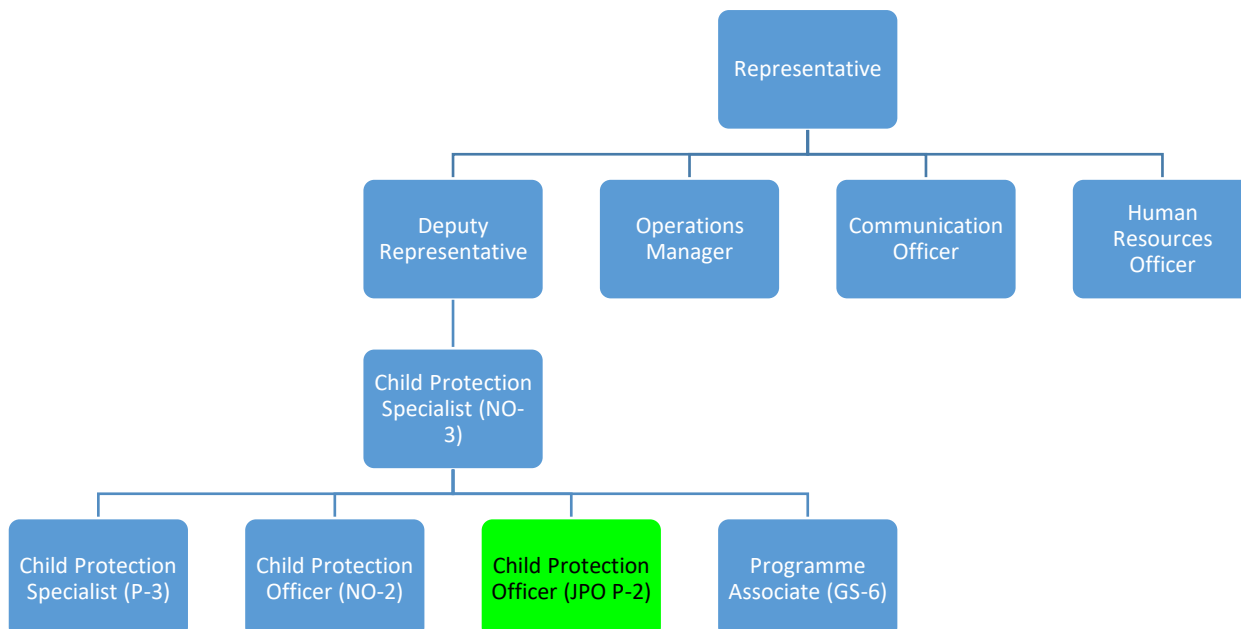 Representative
Deputy
Representative
Operations
Manager
Communication
Officer
Human
Resources
Officer
Child Protection
Specialist (NO-
3)
Child Protection
Specialist (P-3)
Child Protection
Officer (NO-2)
Child Protection
Officer (JPO P-2)
Programme
Associate (GS-6)